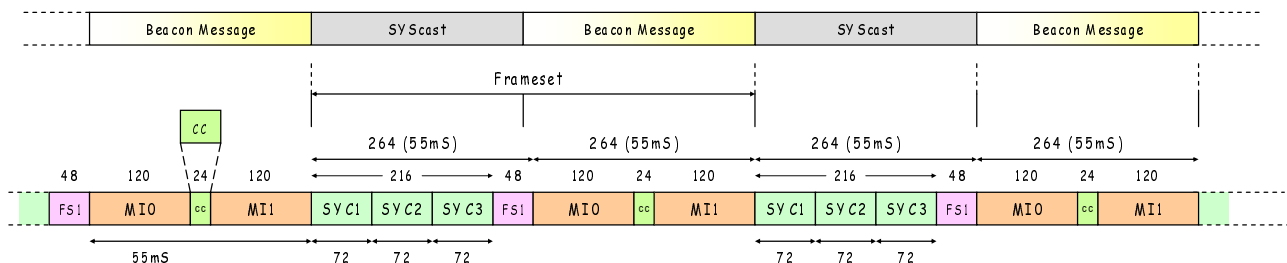 Beacon Message SYScast Beacon Message SYScast Beacon Message
Frameset
CC
264 (55mS) 264 (55mS) 264 (55mS) 264 (55mS)
48 120 24 120 216 48 120 24 120 216 48 120 24 120
FS1 MI0 CC MI1 SYC1 SYC2 SYC3 FS1 MI0 CC MI1 SYC1 SYC2 SYC3 FS1 MI0 CC MI1
55mS 72 72 72 72 72 72